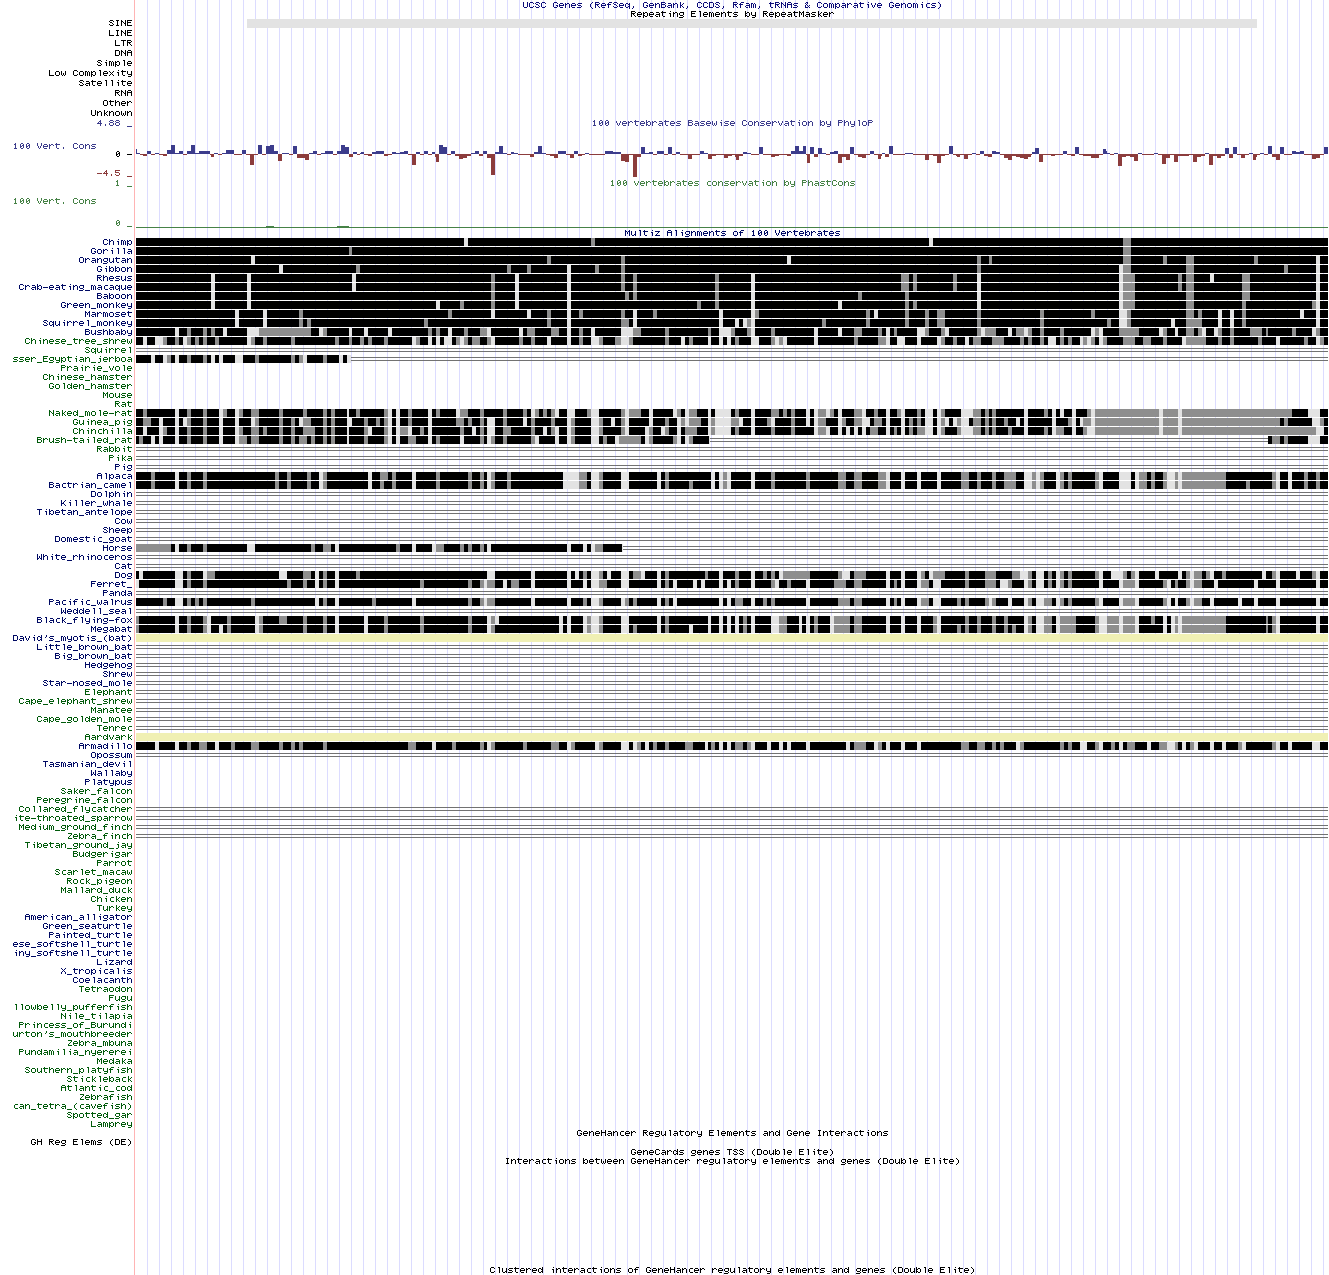 UCSC Genes (RefSeq, GenBank, CCDS, Rfam, tRNAs & Comparative Genomics)
Repeating Elements by RepeatMasker
SINE
LINE
LTR
DNA
Simple
Low Complexity
Satellite
RNA
Other
Unknown
4.88 _
100 vertebrates Basewise Conservation by PhyloP
100 Vert. Cons
0 _
-4.5 _
100 vertebrates conservation by PhastCons
1 _
100 Vert. Cons
0 _
Multiz Alignments of 100 Vertebrates
Chimp
Gorilla
Orangutan
Gibbon
Rhesus
Crab-eating_macaque
Baboon
Green_monkey
Marmoset
Squirrel_monkey
Bushbaby
Chinese_tree_shrew
Squirrel
sser_Egyptian_jerboa
Prairie_vole
Chinese_hamster
Golden_hamster
Mouse
Rat
Naked_mole-rat
Guinea_pig
Chinchilla
Brush-tailed_rat
Rabbit
Pika
Pig
Alpaca
Bactrian_camel
Dolphin
Killer_whale
Tibetan_antelope
Cow
Sheep
Domestic_goat
Horse
White_rhinoceros
Cat
Dog
Ferret_
Panda
Pacific_walrus
Weddell_seal
Black_flying-fox
Megabat
David's_myotis_(bat)
Little_brown_bat
Big_brown_bat
Hedgehog
Shrew
Star-nosed_mole
Elephant
Cape_elephant_shrew
Manatee
Cape_golden_mole
Tenrec
Aardvark
Armadillo
Opossum
Tasmanian_devil
Wallaby
Platypus
Saker_falcon
Peregrine_falcon
Collared_flycatcher
ite-throated_sparrow
Medium_ground_finch
Zebra_finch
Tibetan_ground_jay
Budgerigar
Parrot
Scarlet_macaw
Rock_pigeon
Mallard_duck
Chicken
Turkey
American_alligator
Green_seaturtle
Painted_turtle
ese_softshell_turtle
iny_softshell_turtle
Lizard
X_tropicalis
Coelacanth
Tetraodon
Fugu
llowbelly_pufferfish
Nile_tilapia
Princess_of_Burundi
urton's_mouthbreeder
Zebra_mbuna
Pundamilia_nyererei
Medaka
Southern_platyfish
Stickleback
Atlantic_cod
Zebrafish
can_tetra_(cavefish)
Spotted_gar
Lamprey
GeneHancer Regulatory Elements and Gene Interactions
GH Reg Elems (DE)
GeneCards genes TSS (Double Elite)
Interactions between GeneHancer regulatory elements and genes (Double Elite)
Clustered interactions of GeneHancer regulatory elements and genes (Double Elite)